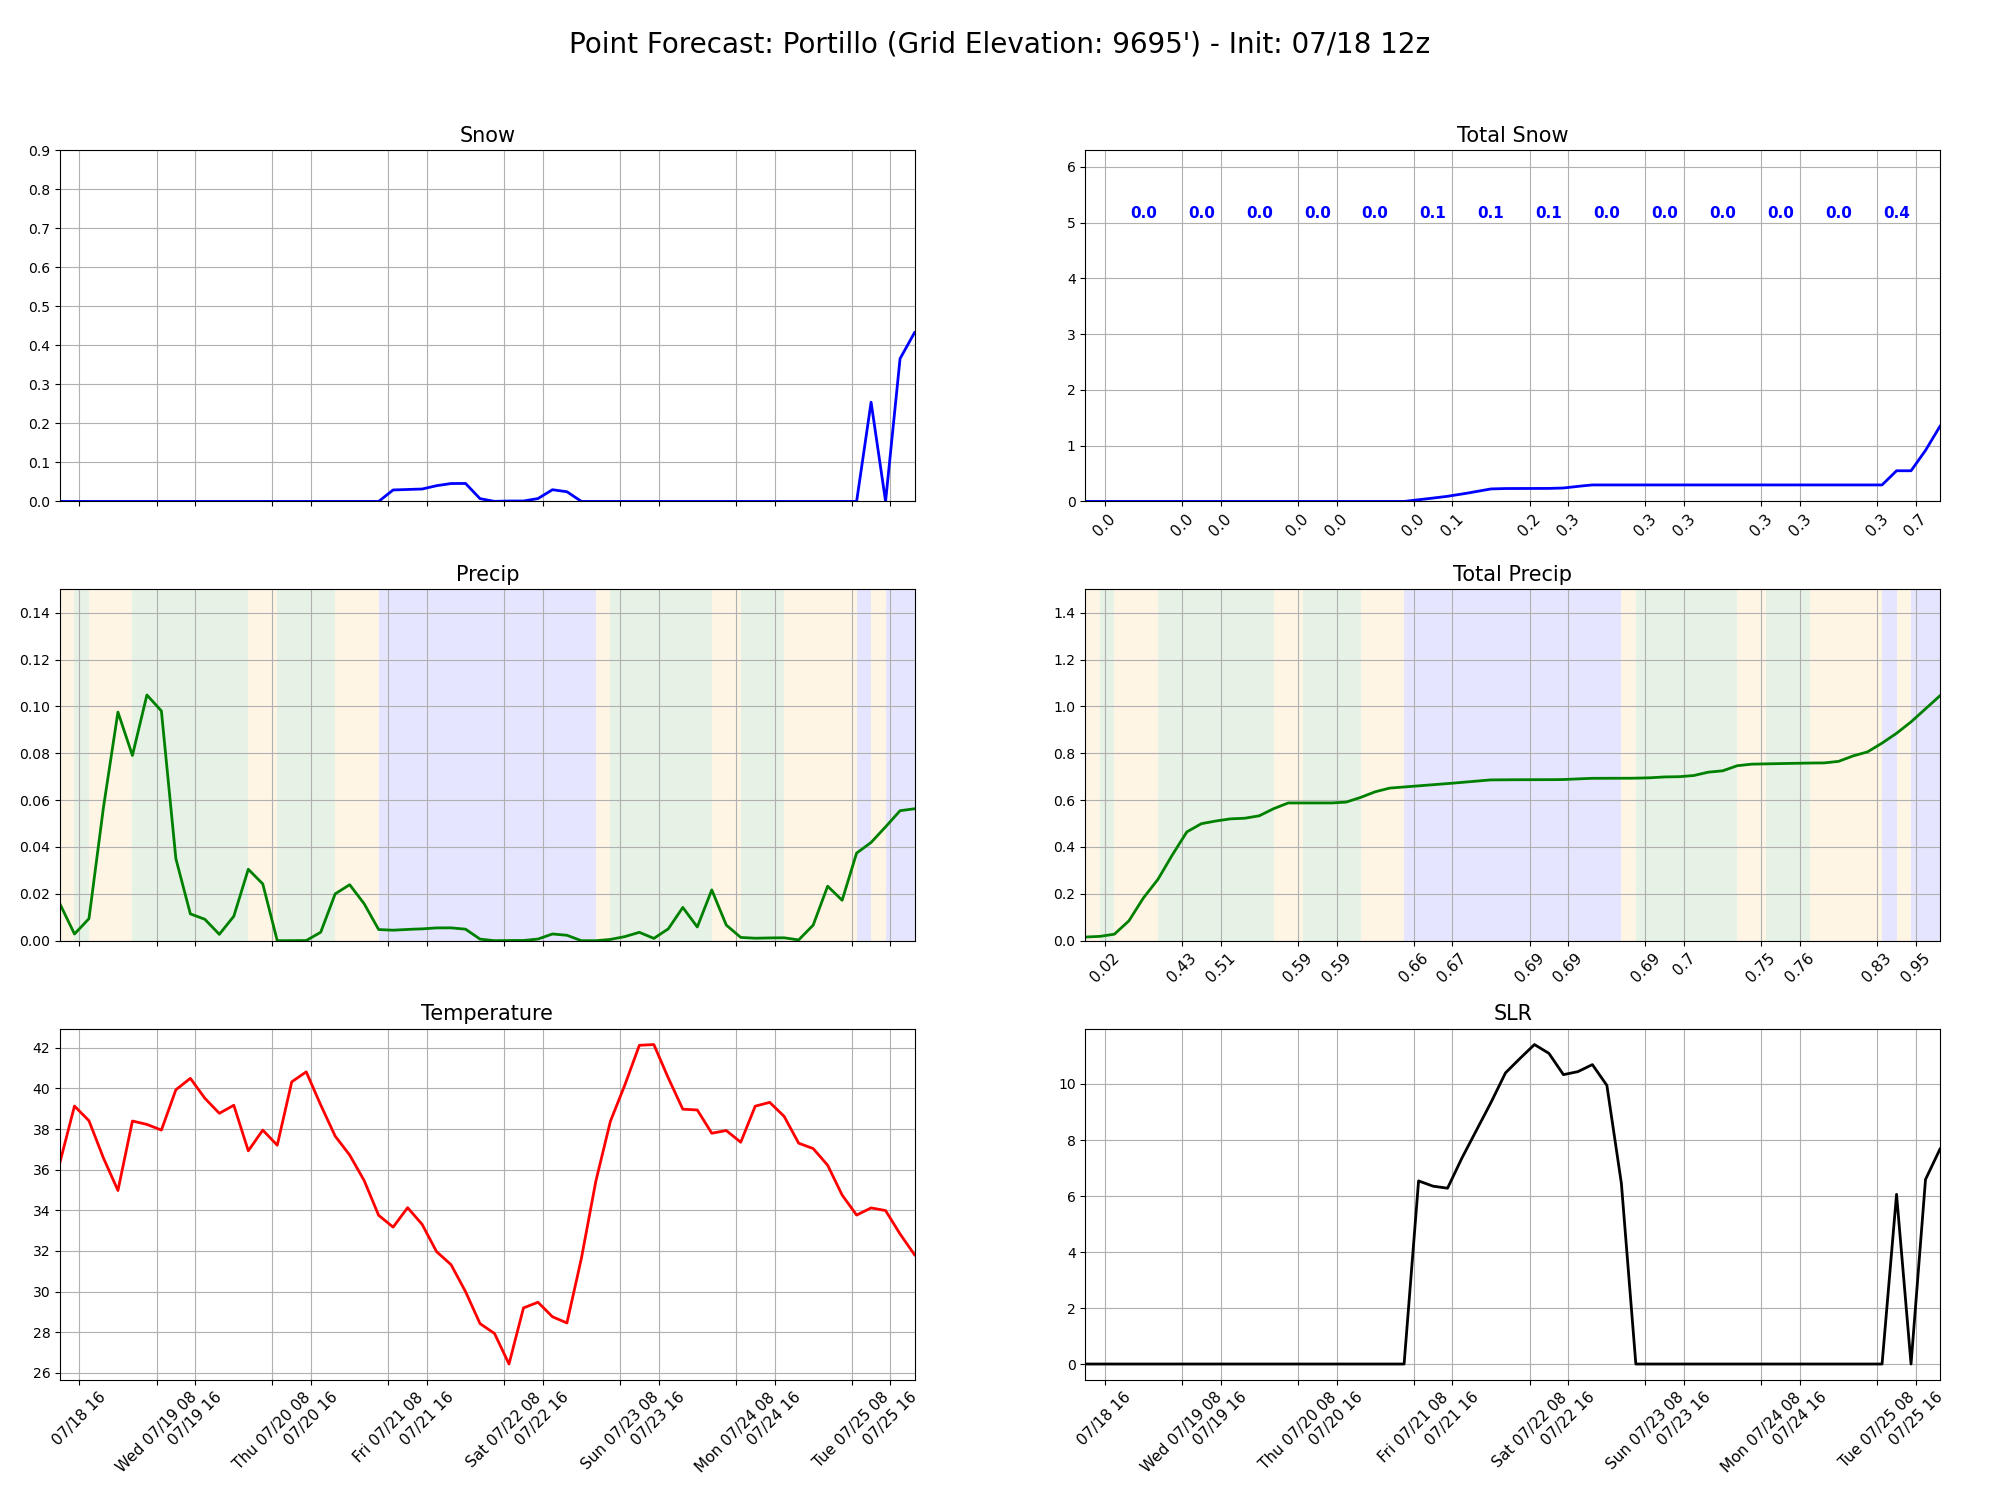 Point Forecast: Portillo (Grid Elevation: 9695') - Init: 07/18 12z
Snow
0.9
0.8
0.7
0.6
0.5
0.4
0.3
0.2
0.1
0.0
Total Snow
6
5
4
3
2
1
0
0.0 0.0 0.0 0.0 0.0 0.1 0.1 0.1 0.0 0.0 0.0 0.0 0.0 0.4
0.0 0.0 0.0 0.0 0.0 0.0 0.1 0.2 0.3 0.3 0.3 0.3 0.3 0.3 0.7
Precip
0.14
0.12
0.10
0.08
0.06
0.04
0.02
0.00
Total Precip
1.4
1.2
1.0
0.8
0.6
0.4
0.2
0.0
0.02 0.43 0.51 0.59 0.59 0.66 0.67 0.69 0.69 0.69 0.7 0.75 0.76 0.83 0.95
Temperature
42
40
38
36
34
32
30
28
26
07/18 16
Wed 07/19 08
07/19 16
Thu 07/20 08
07/20 16
Fri 07/21 08
07/21 16
Sat 07/22 08
07/22 16
Sun 07/23 08
07/23 16
Mon 07/24 08
07/24 16
Tue 07/25 08
07/25 16
SLR
10
8
6
4
2
0
07/18 16
Wed 07/19 08
07/19 16
Thu 07/20 08
07/20 16
Fri 07/21 08
07/21 16
Sat 07/22 08
07/22 16
Sun 07/23 08
07/23 16
Mon 07/24 08
07/24 16
Tue 07/25 08
07/25 16